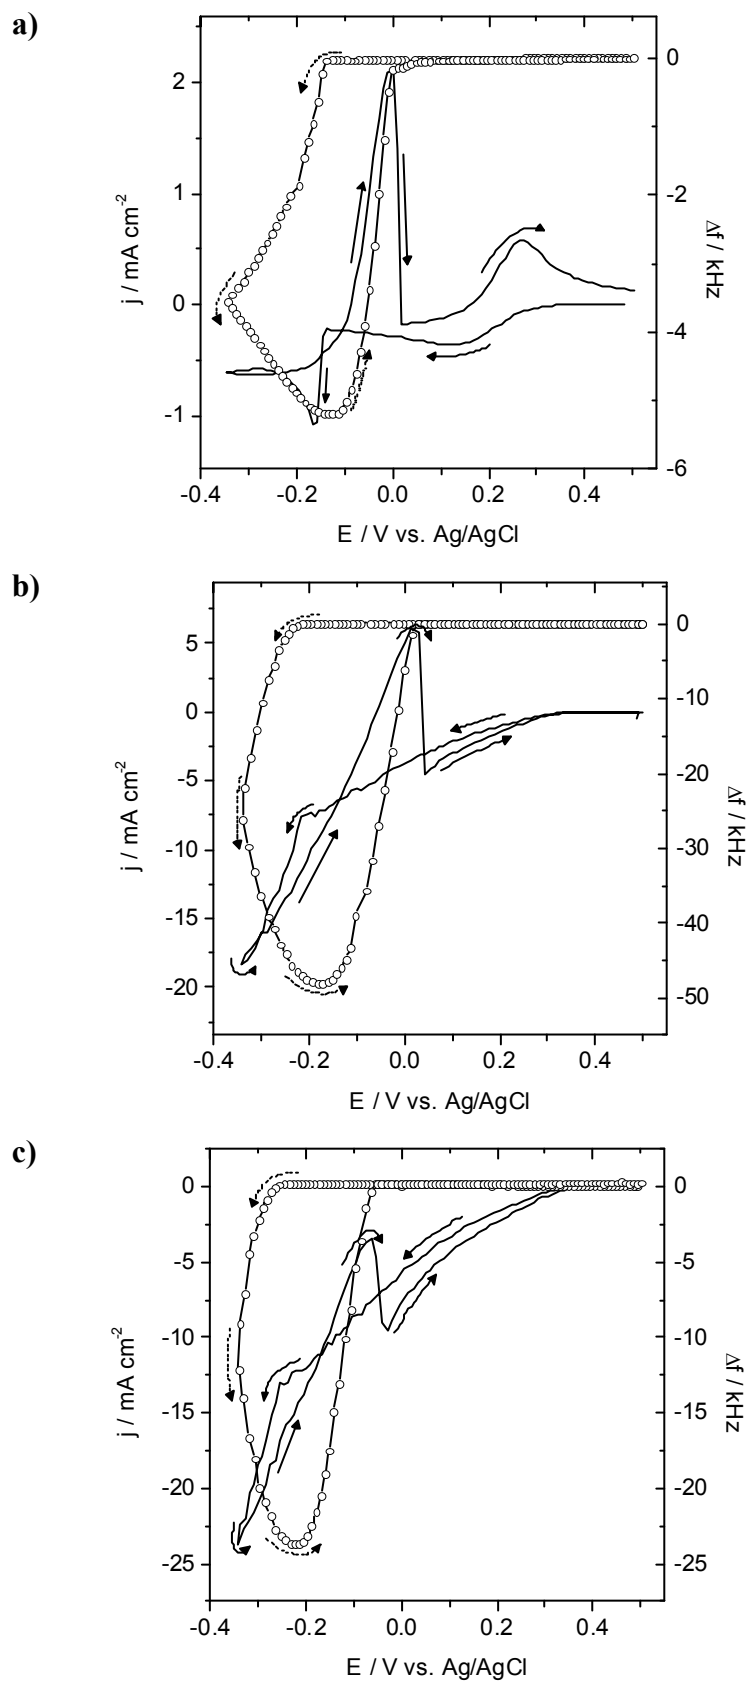 a)
2
1
0
-1
j / mA cm-2
0
-2
-4
-6
Δf / kHz
-0.4 -0.2 0.0 0.2 0.4
E / V vs. Ag/AgCl
b)
5
0
-5
-10
-15
-20
j / mA cm-2
0
-10
-20
-30
-40
-50
Δf / kHz
-0.4 -0.2 0.0 0.2 0.4
E / V vs. Ag/AgCl
c)
0
-5
-10
-15
-20
-25
j / mA cm-2
0
-5
-10
-15
-20
-25
Δf / kHz
-0.4 -0.2 0.0 0.2 0.4
E / V vs. Ag/AgCl